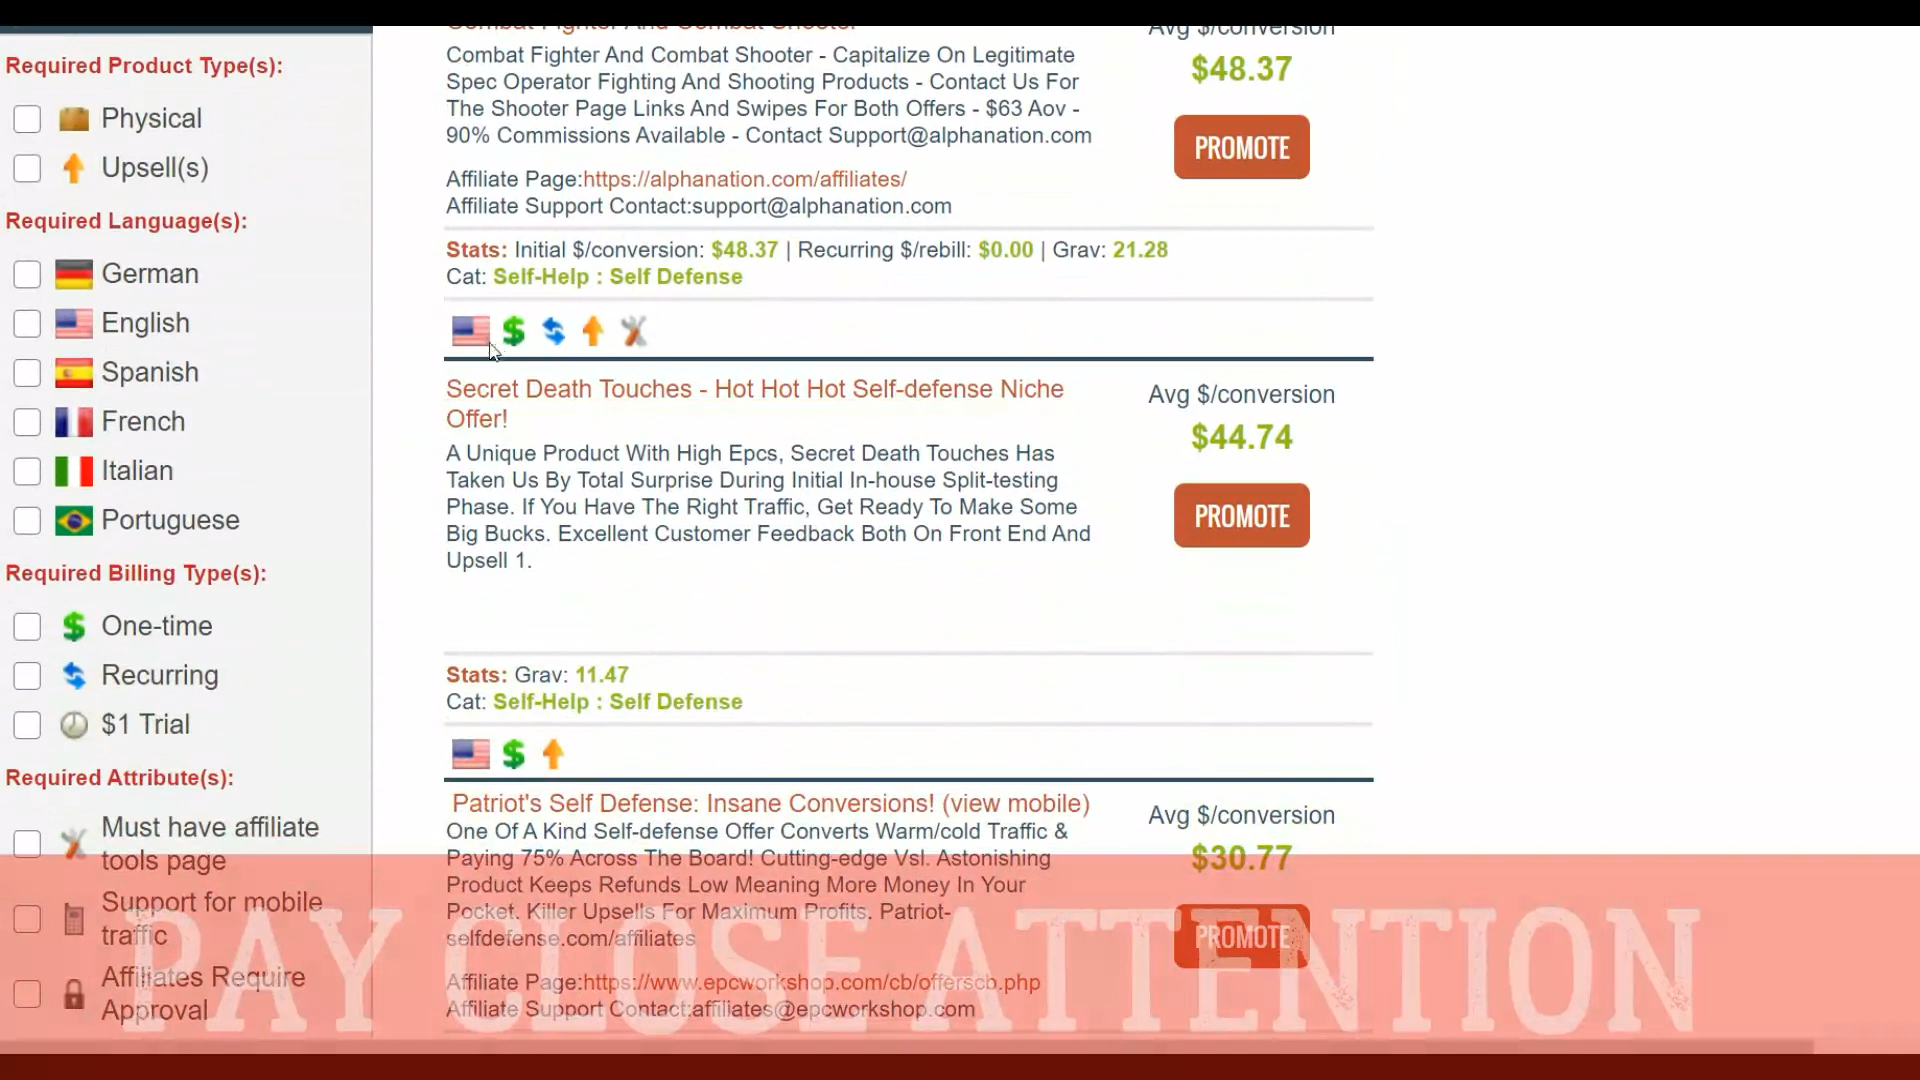 Required Product Type(s):
Physical
Upsell(s)
Required Language(s):
German
English
Spanish
French
Italian
Portuguese
Required Billing Type(s):
One-time
Recurring
$1 Trial
Required Attribute(s):
Must have affiliate
tools page
Support for mobile
traffic
Affiliates Require
Approval
Combat Fighter And Combat Shooter
Combat Fighter And Combat Shooter - Capitalize On Legitimate
Spec Operator Fighting And Shooting Products - Contact Us For
The Shooter Page Links And Swipes For Both Offers - $63 Aov -
90% Commissions Available - Contact Support@alphanation.com
Affiliate Page:https://alphanation.com/affiliates/
Affiliate Support Contact:support@alphanation.com
Avg $/conversion
$48.37
PROMOTE
Stats: Initial $/conversion: $48.37 | Recurring $/rebill: $0.00 | Grav: 21.28
Cat: Self-Help : Self Defense
Secret Death Touches - Hot Hot Hot Self-defense Niche
Offer!
A Unique Product With High Epcs, Secret Death Touches Has
Taken Us By Total Surprise During Initial In-house Split-testing
Phase. If You Have The Right Traffic, Get Ready To Make Some
Big Bucks. Excellent Customer Feedback Both On Front End And
Upsell 1.
Avg $/conversion
$44.74
PROMOTE
Stats: Grav: 11.47
Cat: Self-Help : Self Defense
Patriot's Self Defense: Insane Conversions! (view mobile)
One Of A Kind Self-defense Offer Converts Warm/cold Traffic &
Paying 75% Across The Board! Cutting-edge Vsl. Astonishing
Product Keeps Refunds Low Meaning More Money In Your
Pocket. Killer Upsells For Maximum Profits. Patriot-
selfdefense.com/affiliates
Affiliate Page:https://www.epcworkshop.com/cb/offerscb.php
Affiliate Support Contact:affiliates@epcworkshop.com
Avg $/conversion
$30.77
PROMOTE
PAY CLOSE ATTENTION